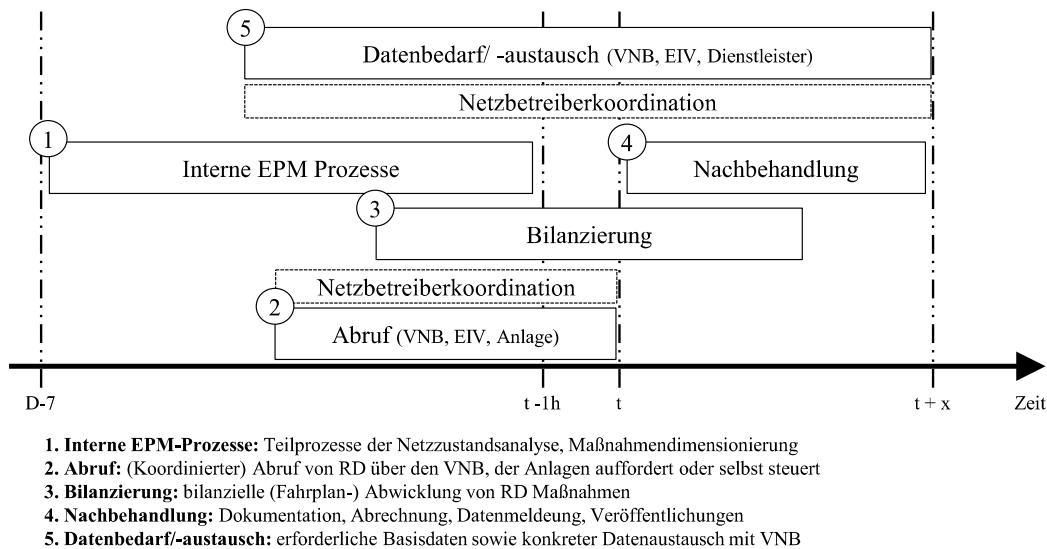 5
Datenbedarf/ -austausch (VNB, EIV, Dienstleister)
Netzbetreiberkoordination
1
Interne EPM Prozesse
4
Nachbehandlung
3
Bilanzierung
Netzbetreiberkoordination
2
Abruf (VNB, EIV, Anlage)
D-7
t -1h
t
t + x
Zeit
1. Interne EPM-Prozesse: Teilprozesse der Netzzustandsanalyse, Maßnahmendimensionierung
2. Abruf: (Koordinierter) Abruf von RD über den VNB, der Anlagen auffordert oder selbst steuert
3. Bilanzierung: bilanzielle (Fahrplan-) Abwicklung von RD Maßnahmen
4. Nachbehandlung: Dokumentation, Abrechnung, Datenmeldeung, Veröffentlichungen
5. Datenbedarf/-austausch: erforderliche Basisdaten sowie konkreter Datenaustausch mit VNB